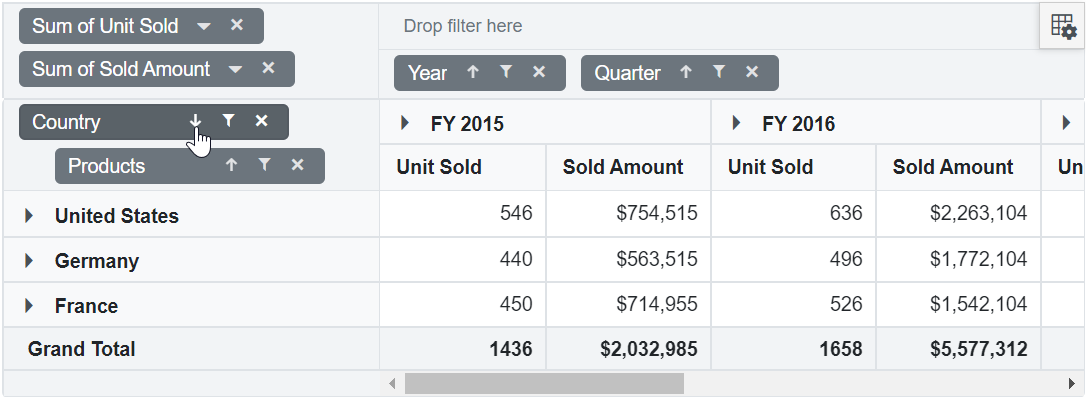 Sum of Unit Sold
Drop filter here
Sum of Sold Amount
Year Quarter
Country
FY 2015 FY 2016
Products
Unit Sold Sold Amount Unit Sold Sold Amount Un
United States 546 $754,515 636 $2,263,104
Germany 440 $563,515 496 $1,772,104
France 450 $714,955 526 $1,542,104
Grand Total 1436 $2,032,985 1658 $5,577,312